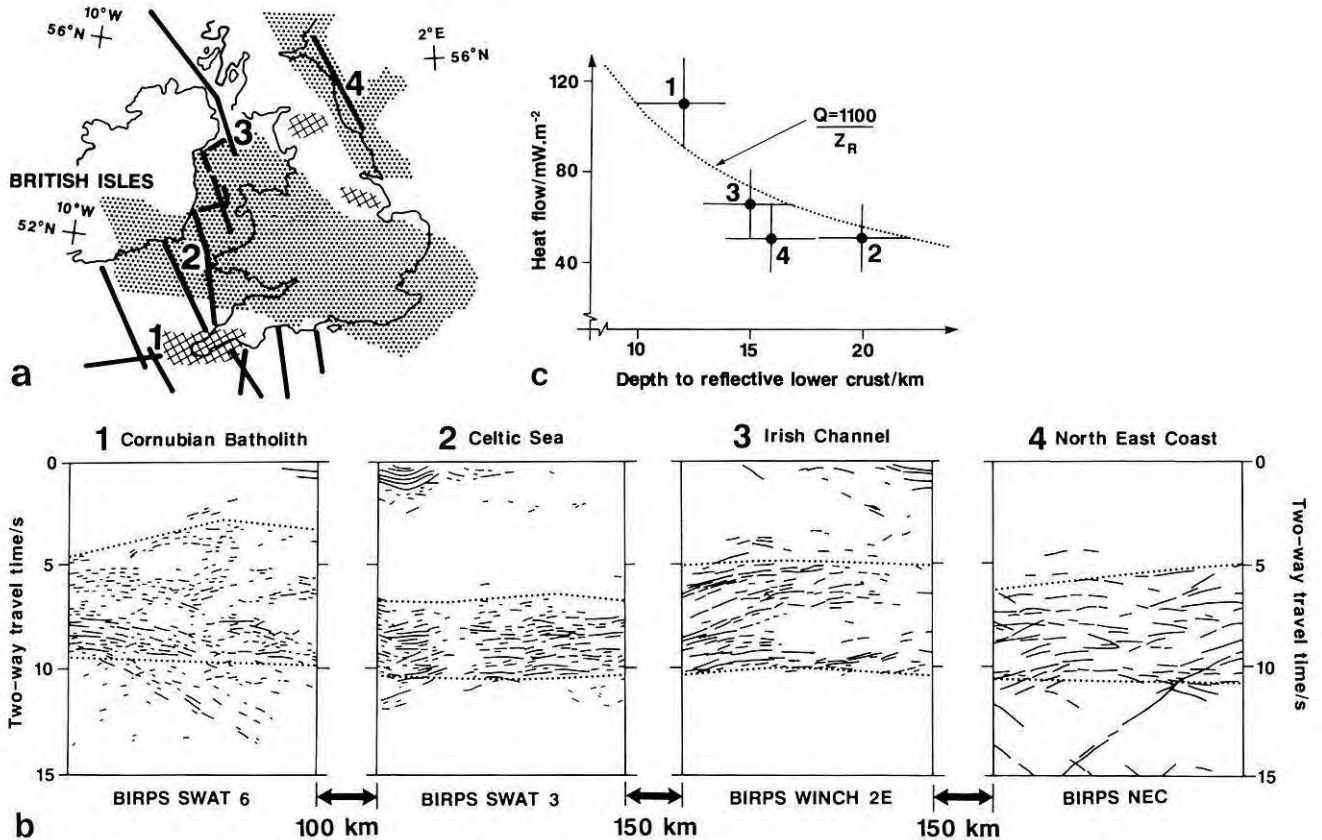 10°W
56°N
2°E
56°N
4
3
BRITISH ISLES
10°W
52°N
2
1
a
Heat flow/mW.m⁻²
120
80
40
1
3
4
2
Q=1100
Z_R
10
15
20
Depth to reflective lower crust/km
c
1 Cornubian Batholith
2 Celtic Sea
3 Irish Channel
4 North East Coast
Two-way travel time/s
0
5
10
15
0
5
10
15
Two-way travel time/s
BIRPS SWAT 6
BIRPS SWAT 3
BIRPS WINCH 2E
BIRPS NEC
b
100 km
150 km
150 km